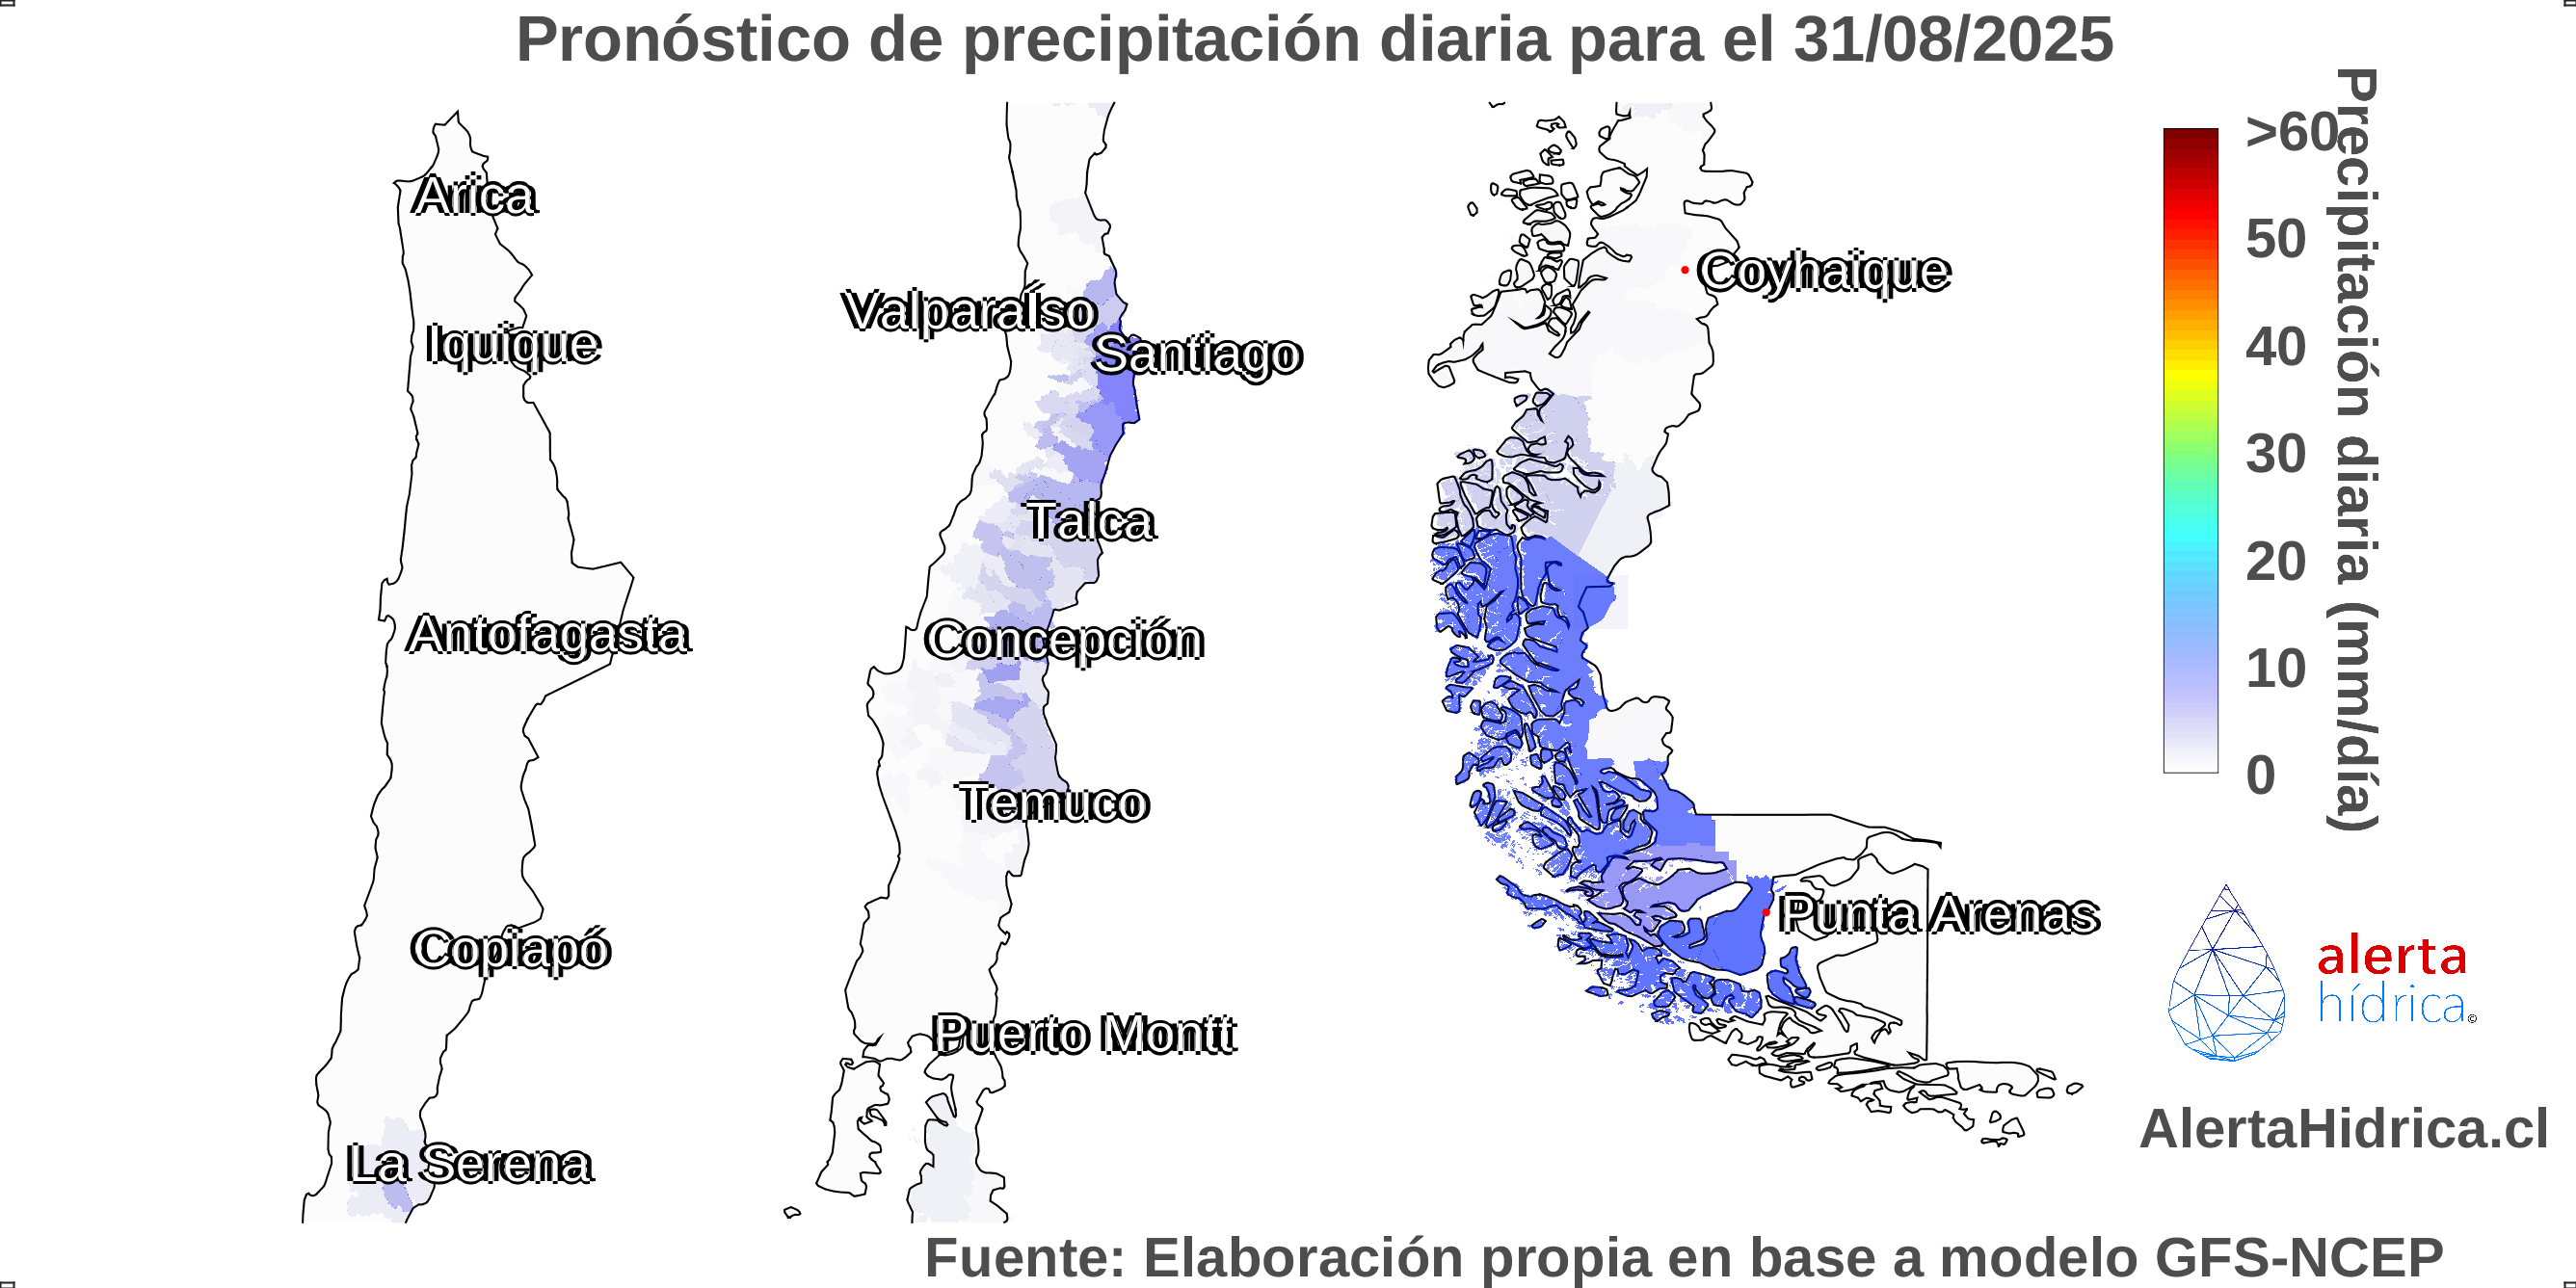 Pronóstico de precipitación diaria para el 31/08/2025
Arica
Iquique
Antofagasta
Copiapó
La Serena
Valparaíso
Santiago
Talca
Concepción
Temuco
Puerto Montt
Coyhaique
Punta Arenas
>60
50
40
30
20
10
0
Precipitación diaria (mm/día)
alerta
hídrica©
AlertaHidrica.cl
Fuente: Elaboración propia en base a modelo GFS-NCEP